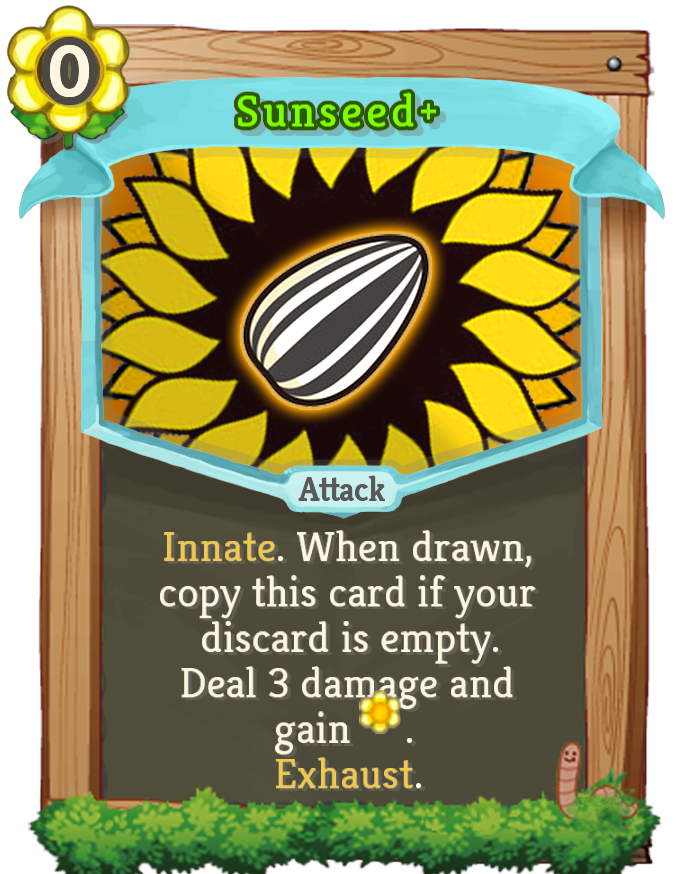 0
Sunseed+
Attack
Innate. When drawn,
copy this card if your
discard is empty.
Deal 3 damage and
gain .
Exhaust.